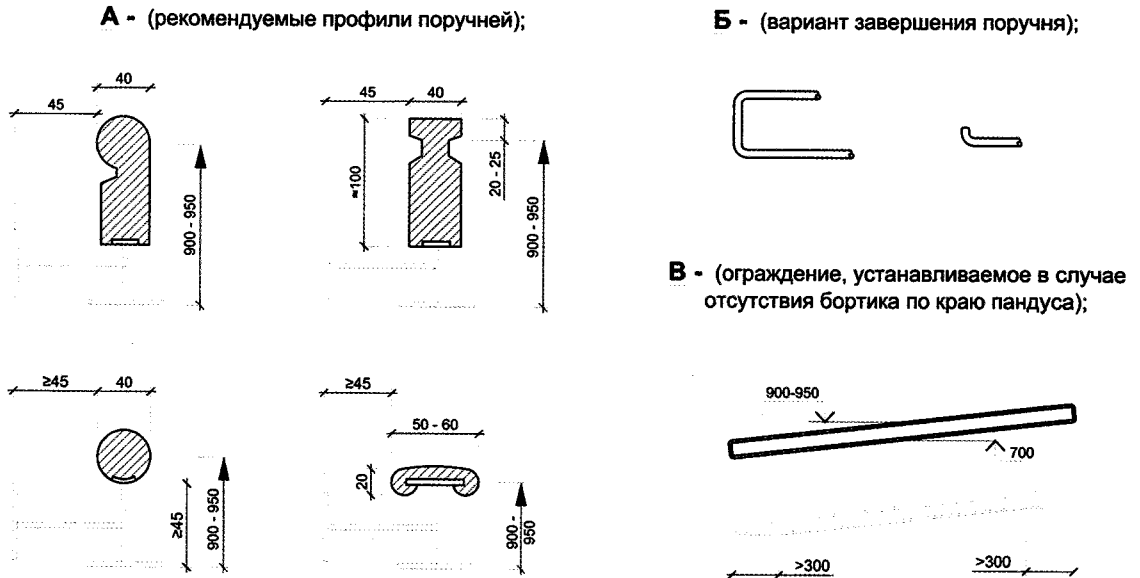 А - (рекомендуемые профили поручней);
40
45
900 - 950
45
40
≈100
20 - 25
900 - 950
≥45
40
≥45
900 - 950
≥45
50 - 60
20
900 -
950
Б - (вариант завершения поручня);
В - (ограждение, устанавливаемое в случае
отсутствия бортика по краю пандуса);
900-950
700
>300
>300